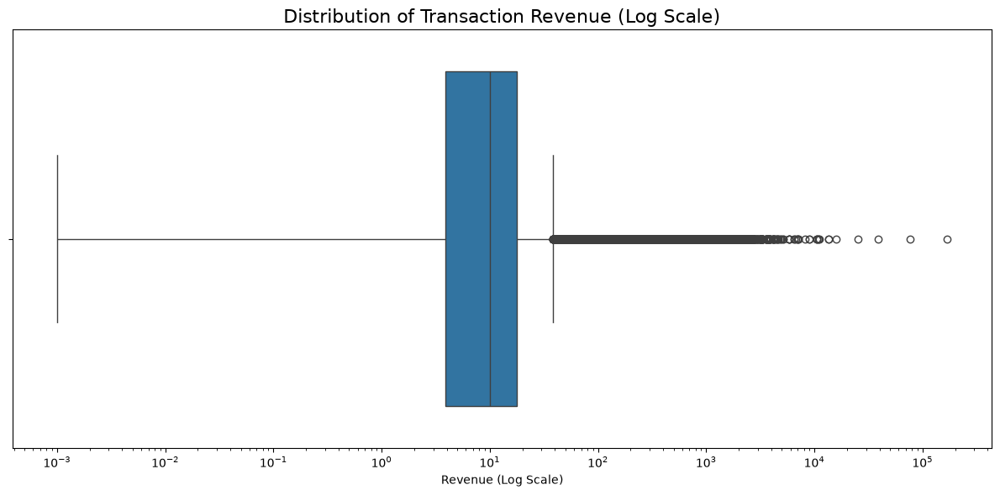 Distribution of Transaction Revenue (Log Scale)
10⁻³ 10⁻² 10⁻¹ 10⁰ 10¹ 10² 10³ 10⁴ 10⁵
Revenue (Log Scale)